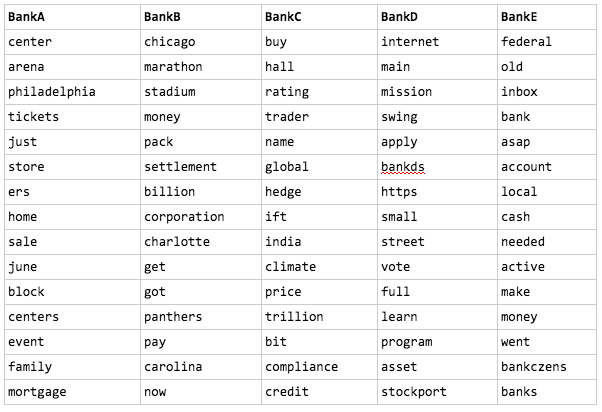 BankA BankB BankC BankD BankE
center chicago buy internet federal
arena marathon hall main old
philadelphia stadium rating mission inbox
tickets money trader swing bank
just pack name apply asap
store settlement global bankds account
ers billion hedge https local
home corporation ift small cash
sale charlotte india street needed
june get climate vote active
block got price full make
centers panthers trillion learn money
event pay bit program went
family carolina compliance asset bankczens
mortgage now credit stockport banks